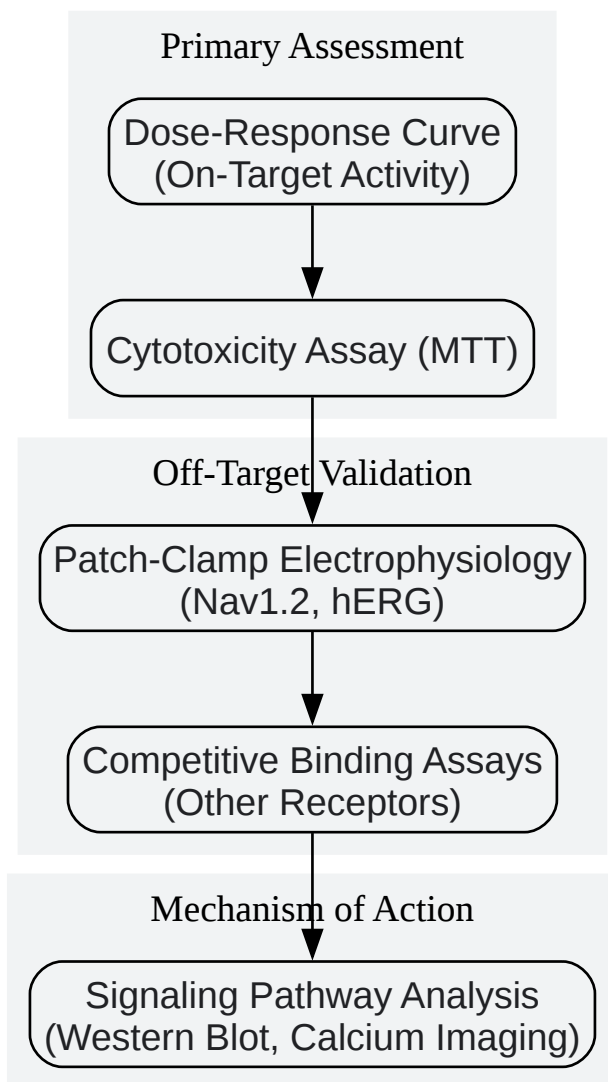 Primary Assessment
Dose-Response Curve
(On-Target Activity)
Cytotoxicity Assay (MTT)
Off-Target Validation
Patch-Clamp Electrophysiology
(Nav1.2, hERG)
Competitive Binding Assays
(Other Receptors)
Mechanism of Action
Signaling Pathway Analysis
(Western Blot, Calcium Imaging)